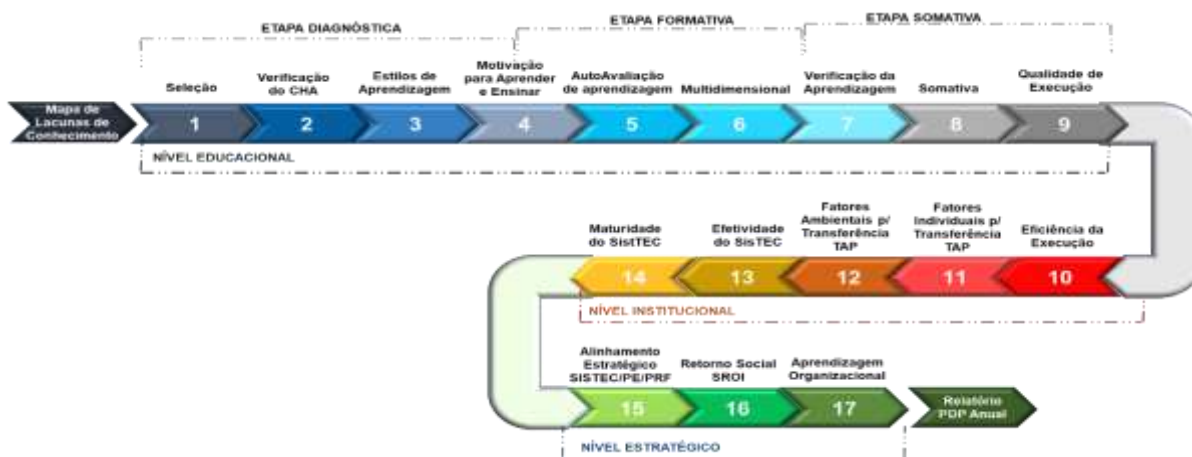 ETAPA DIAGNÓSTICA
ETAPA FORMATIVA
ETAPA SOMATIVA
Mapa de
Lacunas de
Conhecimento
Seleção
1
Verificação
do CHA
2
Estilos de
Aprendizagem
3
Motivação
para Aprender
e Ensinar
4
AutoAvaliação
de aprendizagem
5
Multidimensional
6
Verificação da
Aprendizagem
7
Somativa
8
Qualidade de
Execução
9
NÍVEL EDUCACIONAL
Eficiência da
Execução
10
Fatores
Individuais p/
Transferência
TAP
11
Fatores
Ambientais p/
Transferência
TAP
12
Efetividade
do SisTEC
13
Maturidade
do SistTEC
14
NÍVEL INSTITUCIONAL
Alinhamento
Estratégico
SISTEC/PE/PRF
15
Retorno Social
SROI
16
Aprendizagem
Organizacional
17
Relatório
PDP Anual
NÍVEL ESTRATÉGICO